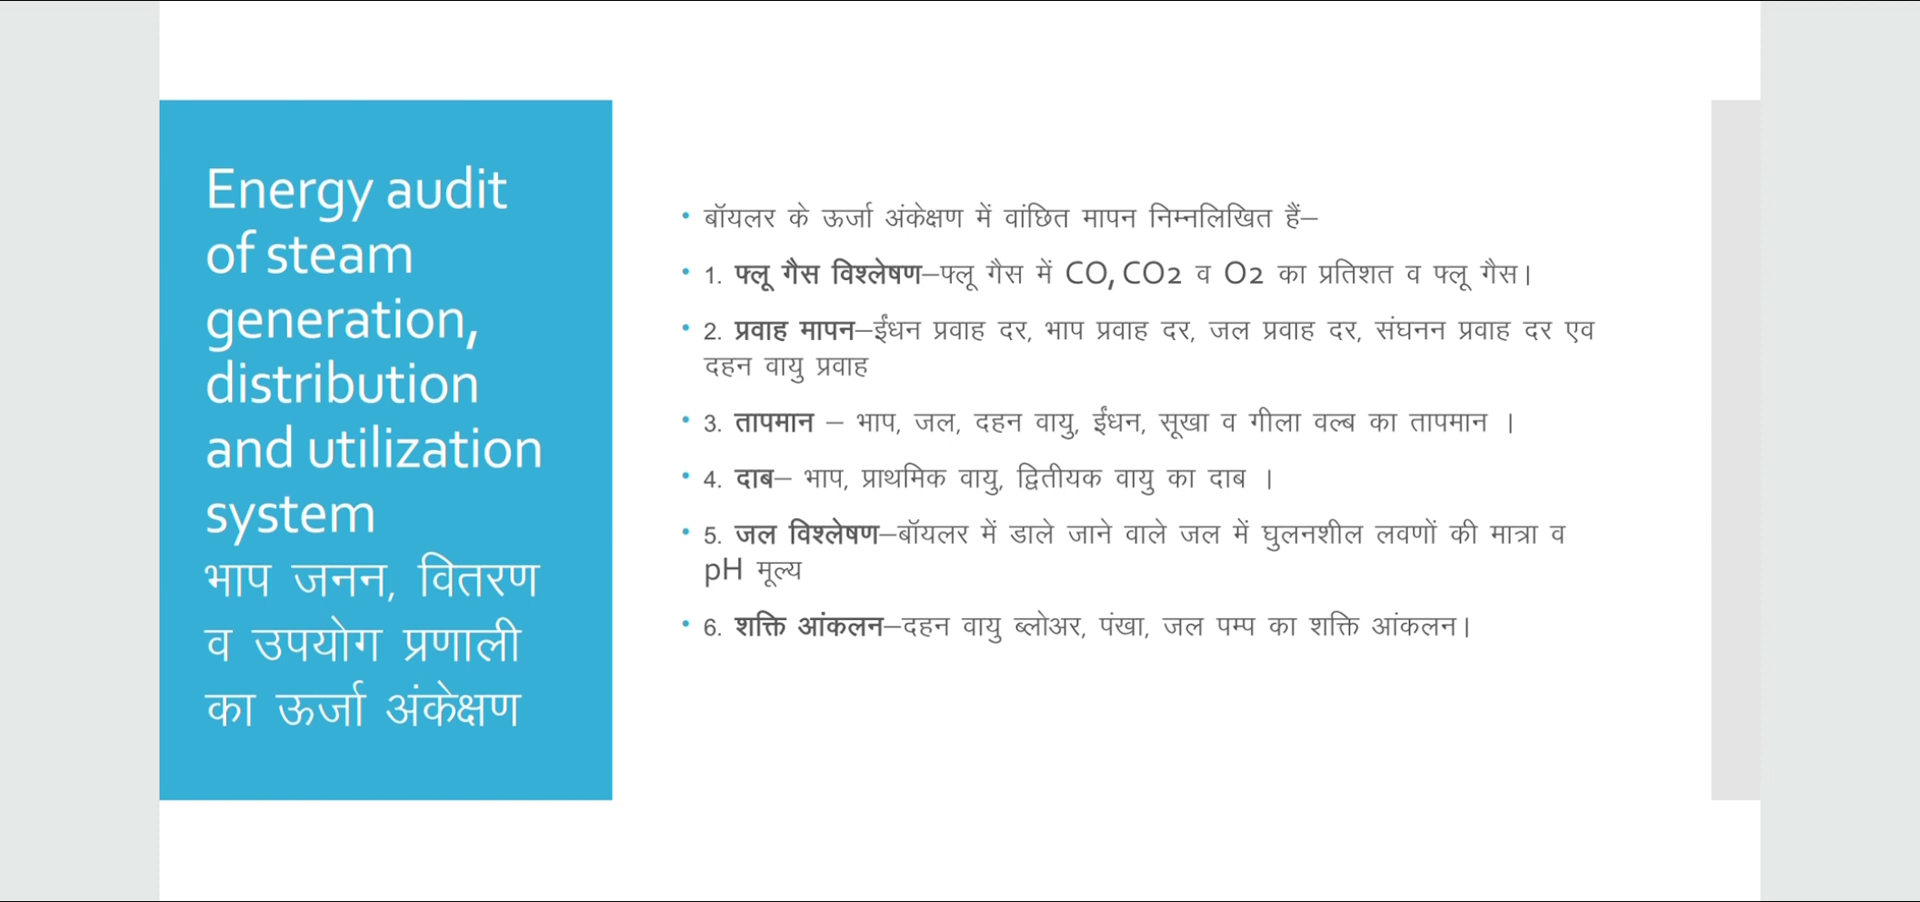 Energy audit
of steam
generation,
distribution
and utilization
system
भाप जनन, वितरण
व उपयोग प्रणाली
का ऊर्जा अंकेक्षण
• बॉयलर के ऊर्जा अंकेक्षण में वांछित मापन निम्नलिखित हैं–
• 1. फ्लू गैस विश्लेषण–फ्लू गैस में CO, CO2 व O2 का प्रतिशत व फ्लू गैस।
• 2. प्रवाह मापन–ईंधन प्रवाह दर, भाप प्रवाह दर, जल प्रवाह दर, संघनन प्रवाह दर एव
दहन वायु प्रवाह
• 3. तापमान – भाप, जल, दहन वायु, ईंधन, सूखा व गीला वल्ब का तापमान ।
• 4. दाब– भाप, प्राथमिक वायु, द्वितीयक वायु का दाब ।
• 5. जल विश्लेषण–बॉयलर में डाले जाने वाले जल में घुलनशील लवणों की मात्रा व
pH मूल्य
• 6. शक्ति आंकलन–दहन वायु ब्लोअर, पंखा, जल पम्प का शक्ति आंकलन।